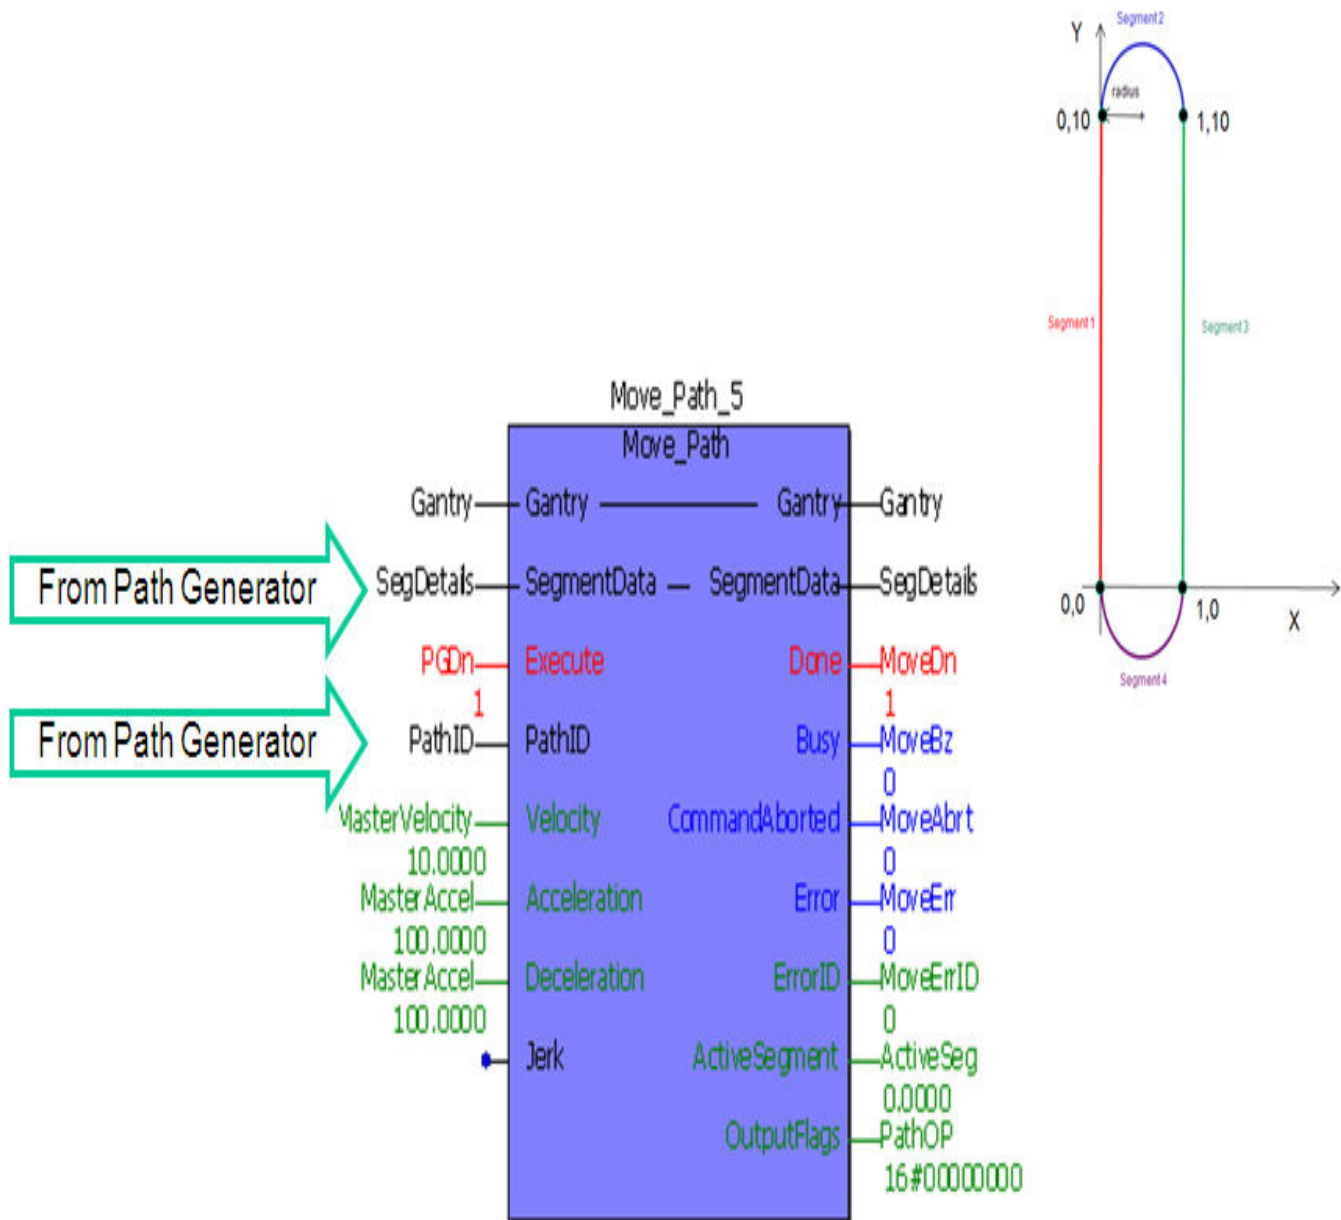 Segment2
Y
radius
0,10
1,10
Segment1
Segment3
0,0
1,0
X
Segment4
Move_Path_5
Move_Path
Gantry Gantry Gantry Gantry
From Path Generator
SegDetails SegmentData SegmentData SegDetails
PGDn Execute Done MoveDn
1 1
From Path Generator
PathID PathID Busy MoveBz
0
MasterVelocity Velocity CommandAborted MoveAbrt
10.0000 0
MasterAccel Acceleration Error MoveErr
100.0000 0
MasterAccel Deceleration ErrorID MoveErrID
100.0000 0
Jerk ActiveSegment ActiveSeg
0.0000
OutputFlags PathOP
16#00000000